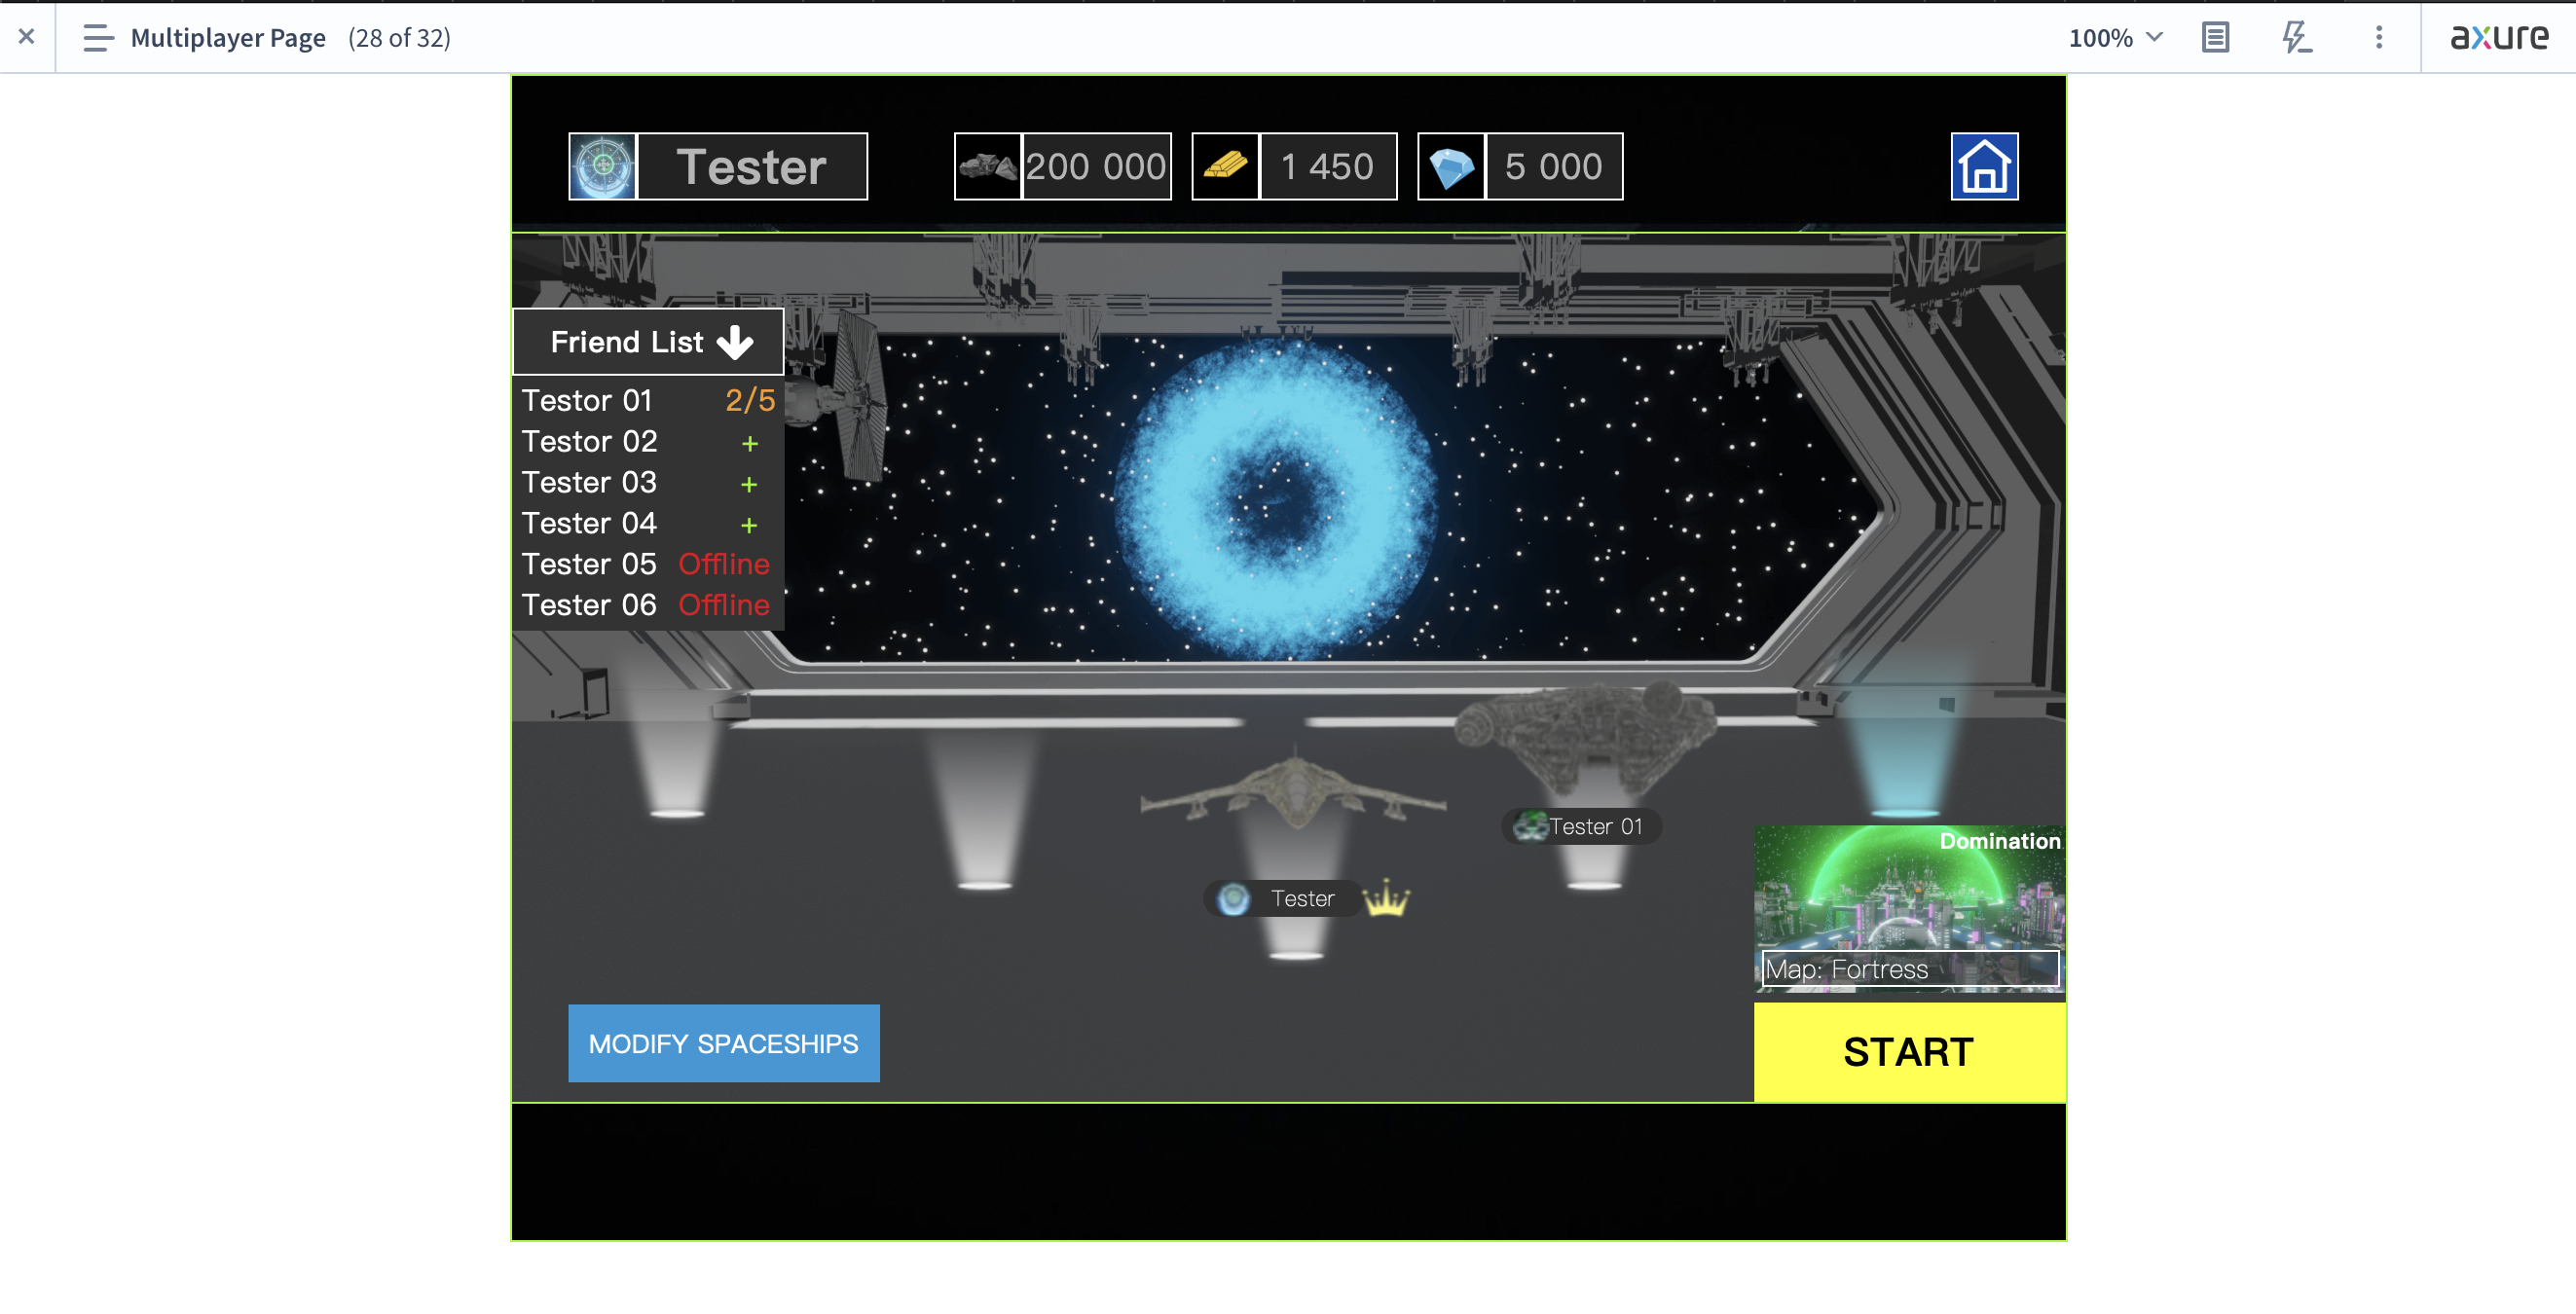 Multiplayer Page (28 of 32)
100%
axure
Tester
200 000
1 450
5 000
Friend List
Testor 01 2/5
Testor 02 +
Tester 03 +
Tester 04 +
Tester 05 Offline
Tester 06 Offline
Tester 01
Tester
Domination
Map: Fortress
MODIFY SPACESHIPS
START